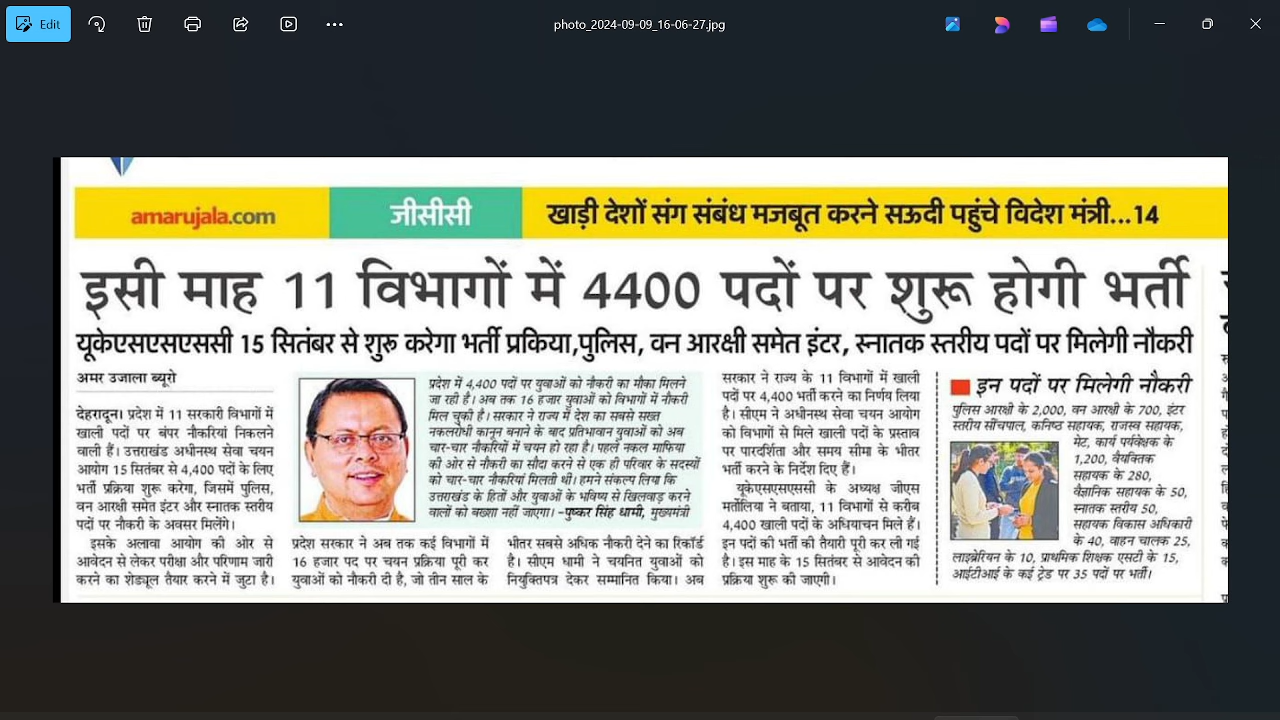 Edit
photo_2024-09-09_16-06-27.jpg
amarujala.com
जीसीसी
खाड़ी देशों संग संबंध मजबूत करने सऊदी पहुंचे विदेश मंत्री...14
इसी माह 11 विभागों में 4400 पदों पर शुरू होगी भर्ती
यूकेएसएसएससी 15 सितंबर से शुरू करेगा भर्ती प्रकिया,पुलिस, वन आरक्षी समेत इंटर, स्नातक स्तरीय पदों पर मिलेगी नौकरी
अमर उजाला ब्यूरो
देहरादून। प्रदेश में 11 सरकारी विभागों में
खाली पदों पर बंपर नौकरियां निकलने
वाली हैं। उत्तराखंड अधीनस्थ सेवा चयन
आयोग 15 सितंबर से 4,400 पदों के लिए
भर्ती प्रक्रिया शुरू करेगा, जिसमें पुलिस,
वन आरक्षी समेत इंटर और स्नातक स्तरीय
पदों पर नौकरी के अवसर मिलेंगे।
इसके अलावा आयोग की ओर से
आवेदन से लेकर परीक्षा और परिणाम जारी
करने का शेड्यूल तैयार करने में जुटा है।
प्रदेश में 4,400 पदों पर युवाओं को नौकरी का मौका मिलने
जा रही है। अब तक 16 हजार युवाओं को विभागों में नौकरी
मिल चुकी है। सरकार ने राज्य में देश का सबसे सख्त
नकलरोधी कानून बनाने के बाद प्रतिभावान युवाओं को अब
चार-चार नौकरियों में चयन हो रहा है। पहले नकल माफिया
की ओर से नौकरी का सौदा करने से एक ही परिवार के सदस्यों
को चार-चार नौकरियां मिलती थीं। हमने संकल्प लिया कि
उत्तराखंड के हितों और युवाओं के भविष्य से खिलवाड़ करने
वालों को बख्शा नहीं जाएगा। -पुष्कर सिंह धामी, मुख्यमंत्री
प्रदेश सरकार ने अब तक कई विभागों में
16 हजार पद पर चयन प्रक्रिया पूरी कर
युवाओं को नौकरी दी है, जो तीन साल के
भीतर सबसे अधिक नौकरी देने का रिकॉर्ड
है। सीएम धामी ने चयनित युवाओं को
नियुक्तिपत्र देकर सम्मानित किया। अब
सरकार ने राज्य के 11 विभागों में खाली
पदों पर 4,400 भर्ती करने का निर्णय लिया
है। सीएम ने अधीनस्थ सेवा चयन आयोग
को विभागों से मिले खाली पदों के प्रस्ताव
पर पारदर्शिता और समय सीमा के भीतर
भर्ती करने के निर्देश दिए हैं।
यूकेएसएसएससी के अध्यक्ष जीएस
मर्तोलिया ने बताया, 11 विभागों से करीब
4,400 खाली पदों के अधियाचन मिले हैं।
इन पदों की भर्ती की तैयारी पूरी कर ली गई
है। इस माह के 15 सितंबर से आवेदन की
प्रक्रिया शुरू की जाएगी।
इन पदों पर मिलेगी नौकरी
पुलिस आरक्षी के 2,000, वन आरक्षी के 700, इंटर
स्तरीय सींचपाल, कनिष्ठ सहायक, राजस्व सहायक,
मेट, कार्य पर्यवेक्षक के
1,200, वैयक्तिक
सहायक के 280,
वैज्ञानिक सहायक के 50,
स्नातक स्तरीय 50,
सहायक विकास अधिकारी
के 40, वाहन चालक 25,
लाइब्रेरियन के 10, प्राथमिक शिक्षक एसटी के 15,
आईटीआई के कई ट्रेड पर 35 पदों पर भर्ती।